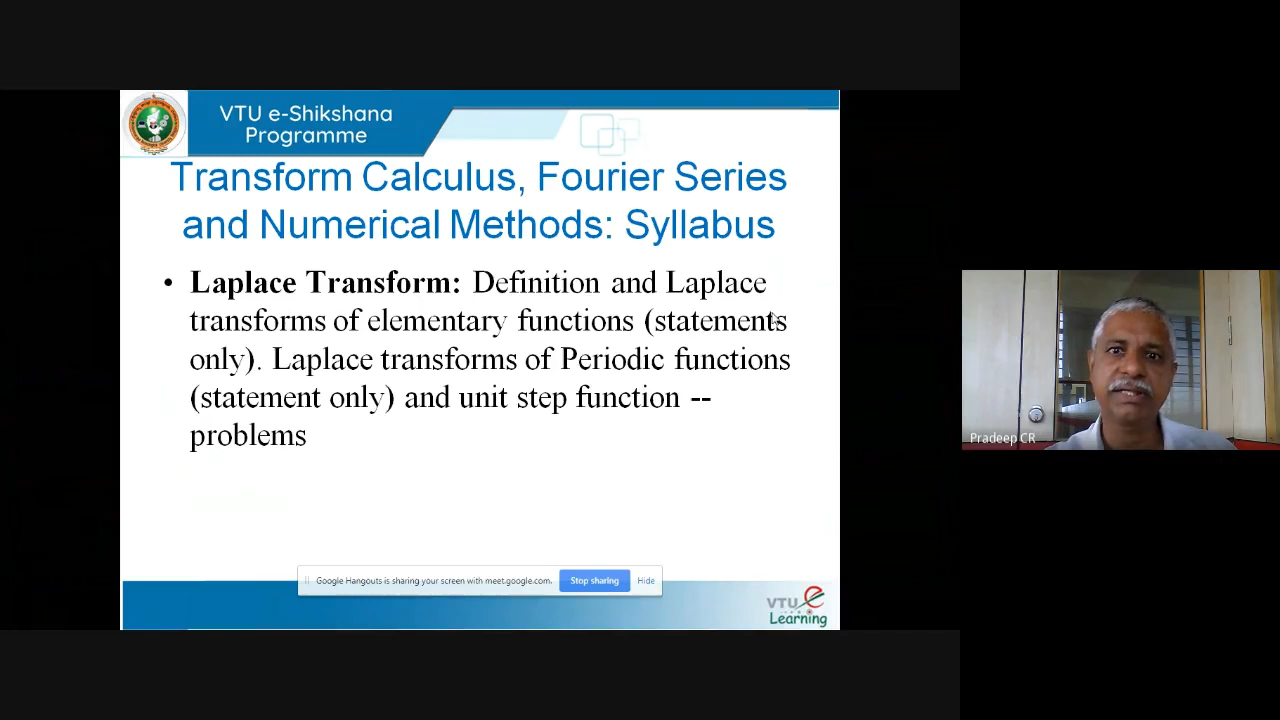 VTU e-Shikshana
Programme
Transform Calculus, Fourier Series
and Numerical Methods: Syllabus
• Laplace Transform: Definition and Laplace
transforms of elementary functions (statements
only). Laplace transforms of Periodic functions
(statement only) and unit step function --
problems
Pradeep CR
Google Hangouts is sharing your screen with meet.google.com.
Stop sharing
Hide
VTU e
Learning